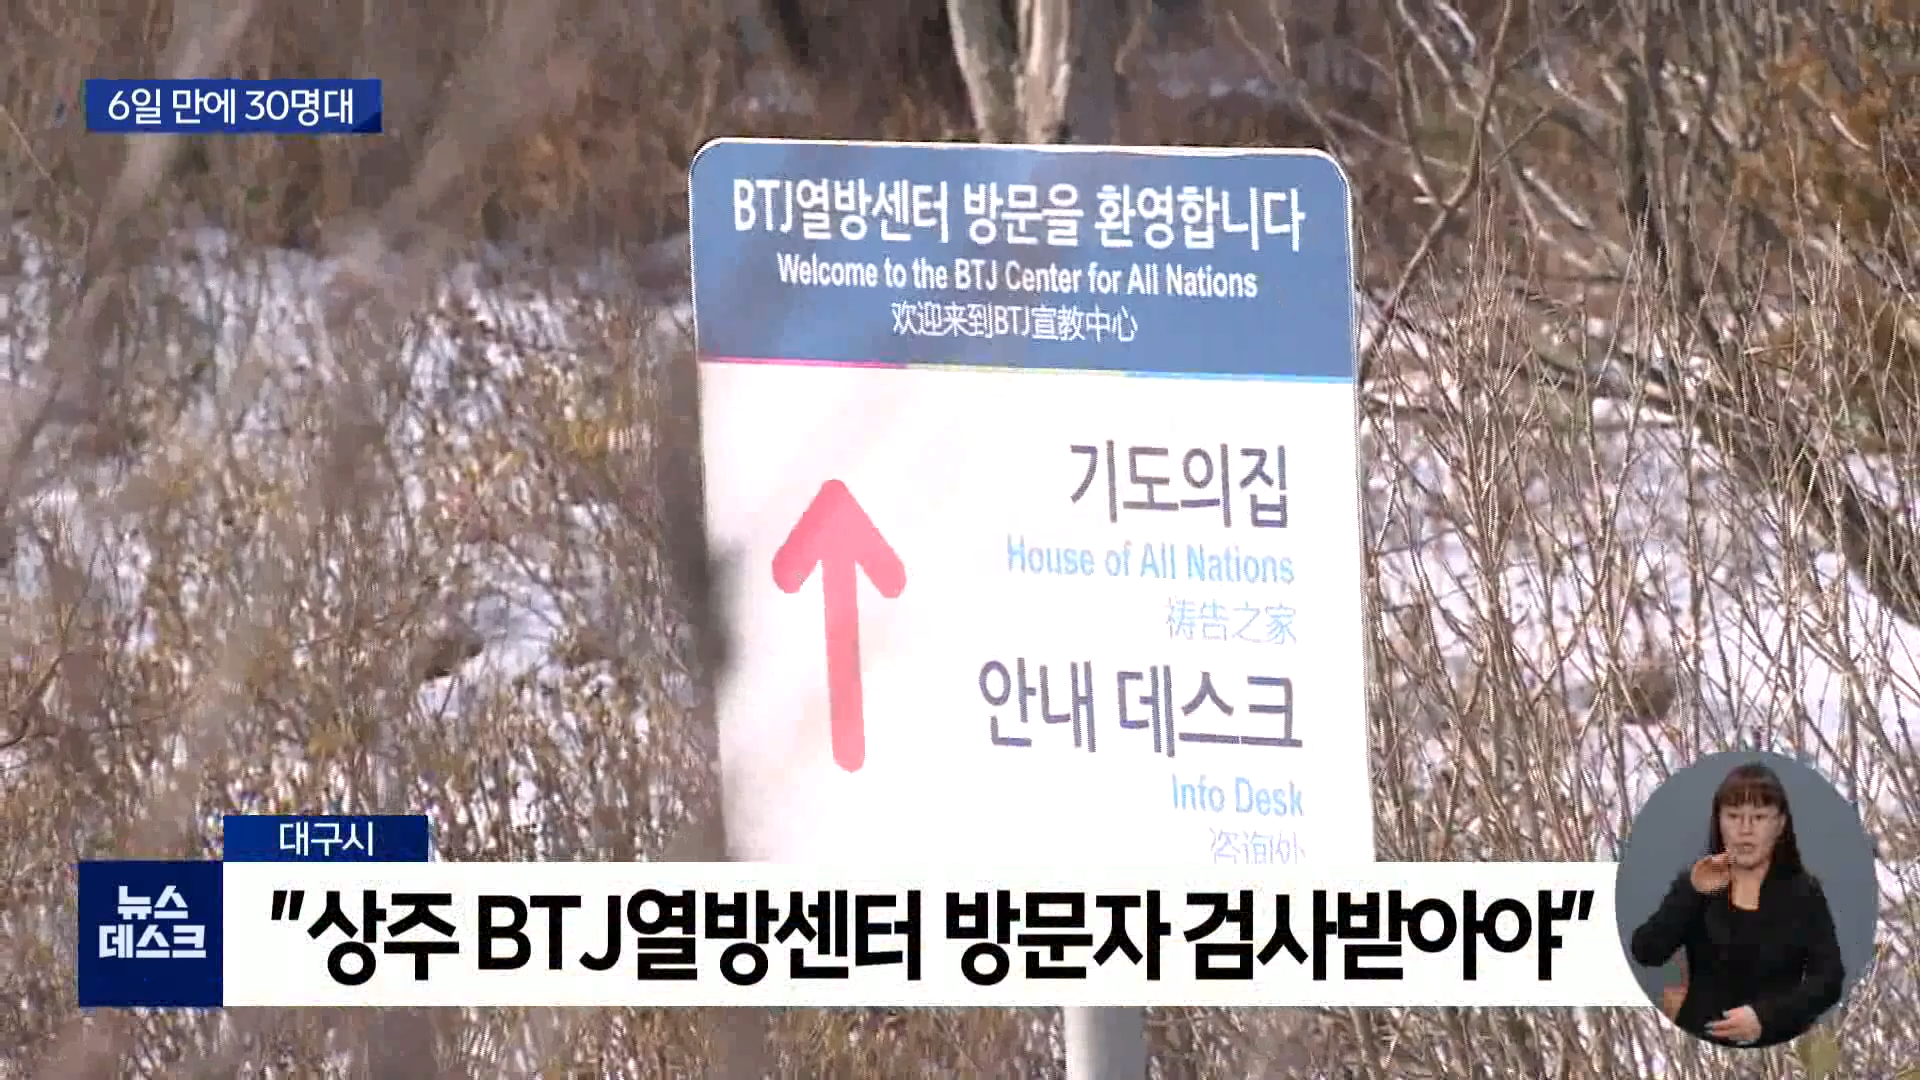 6일 만에 30명대
BTJ열방센터 방문을 환영합니다
Welcome to the BTJ Center for All Nations
欢迎来到BTJ宣教中心
기도의집
House of All Nations
祷告之家
안내 데스크
Info Desk
咨询处
대구시
뉴스
데스크
"상주 BTJ열방센터 방문자 검사받아야"